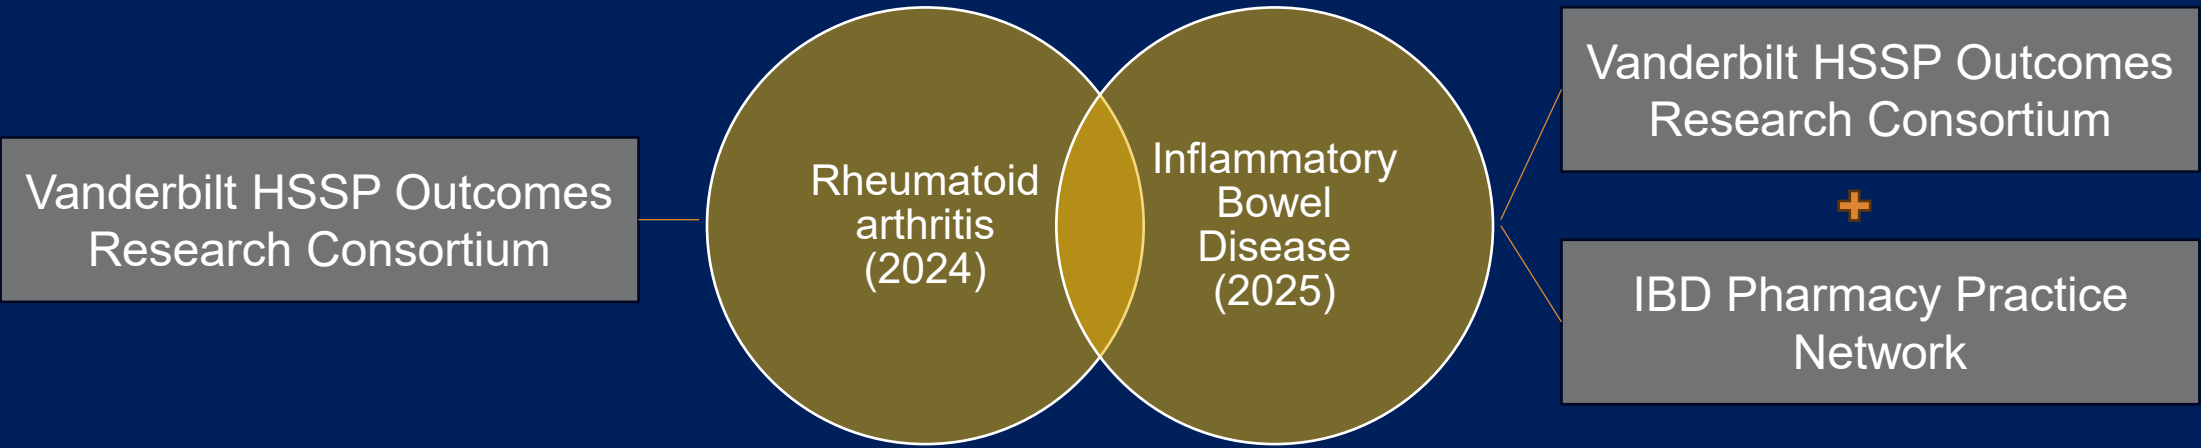 Vanderbilt HSSP Outcomes
Research Consortium
Rheumatoid
arthritis
(2024)
Inflammatory
Bowel
Disease
(2025)
Vanderbilt HSSP Outcomes
Research Consortium
IBD Pharmacy Practice
Network